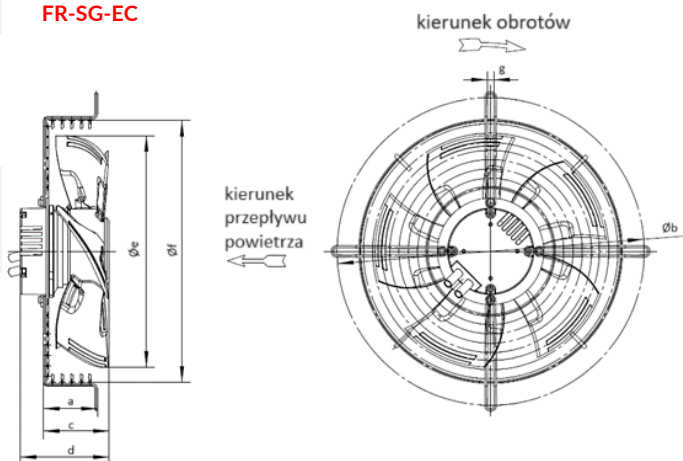 FR-SG-EC
kierunek obrotów
g
kierunek
przepływu
powietrza
Øe
Øf
Øb
a
c
d